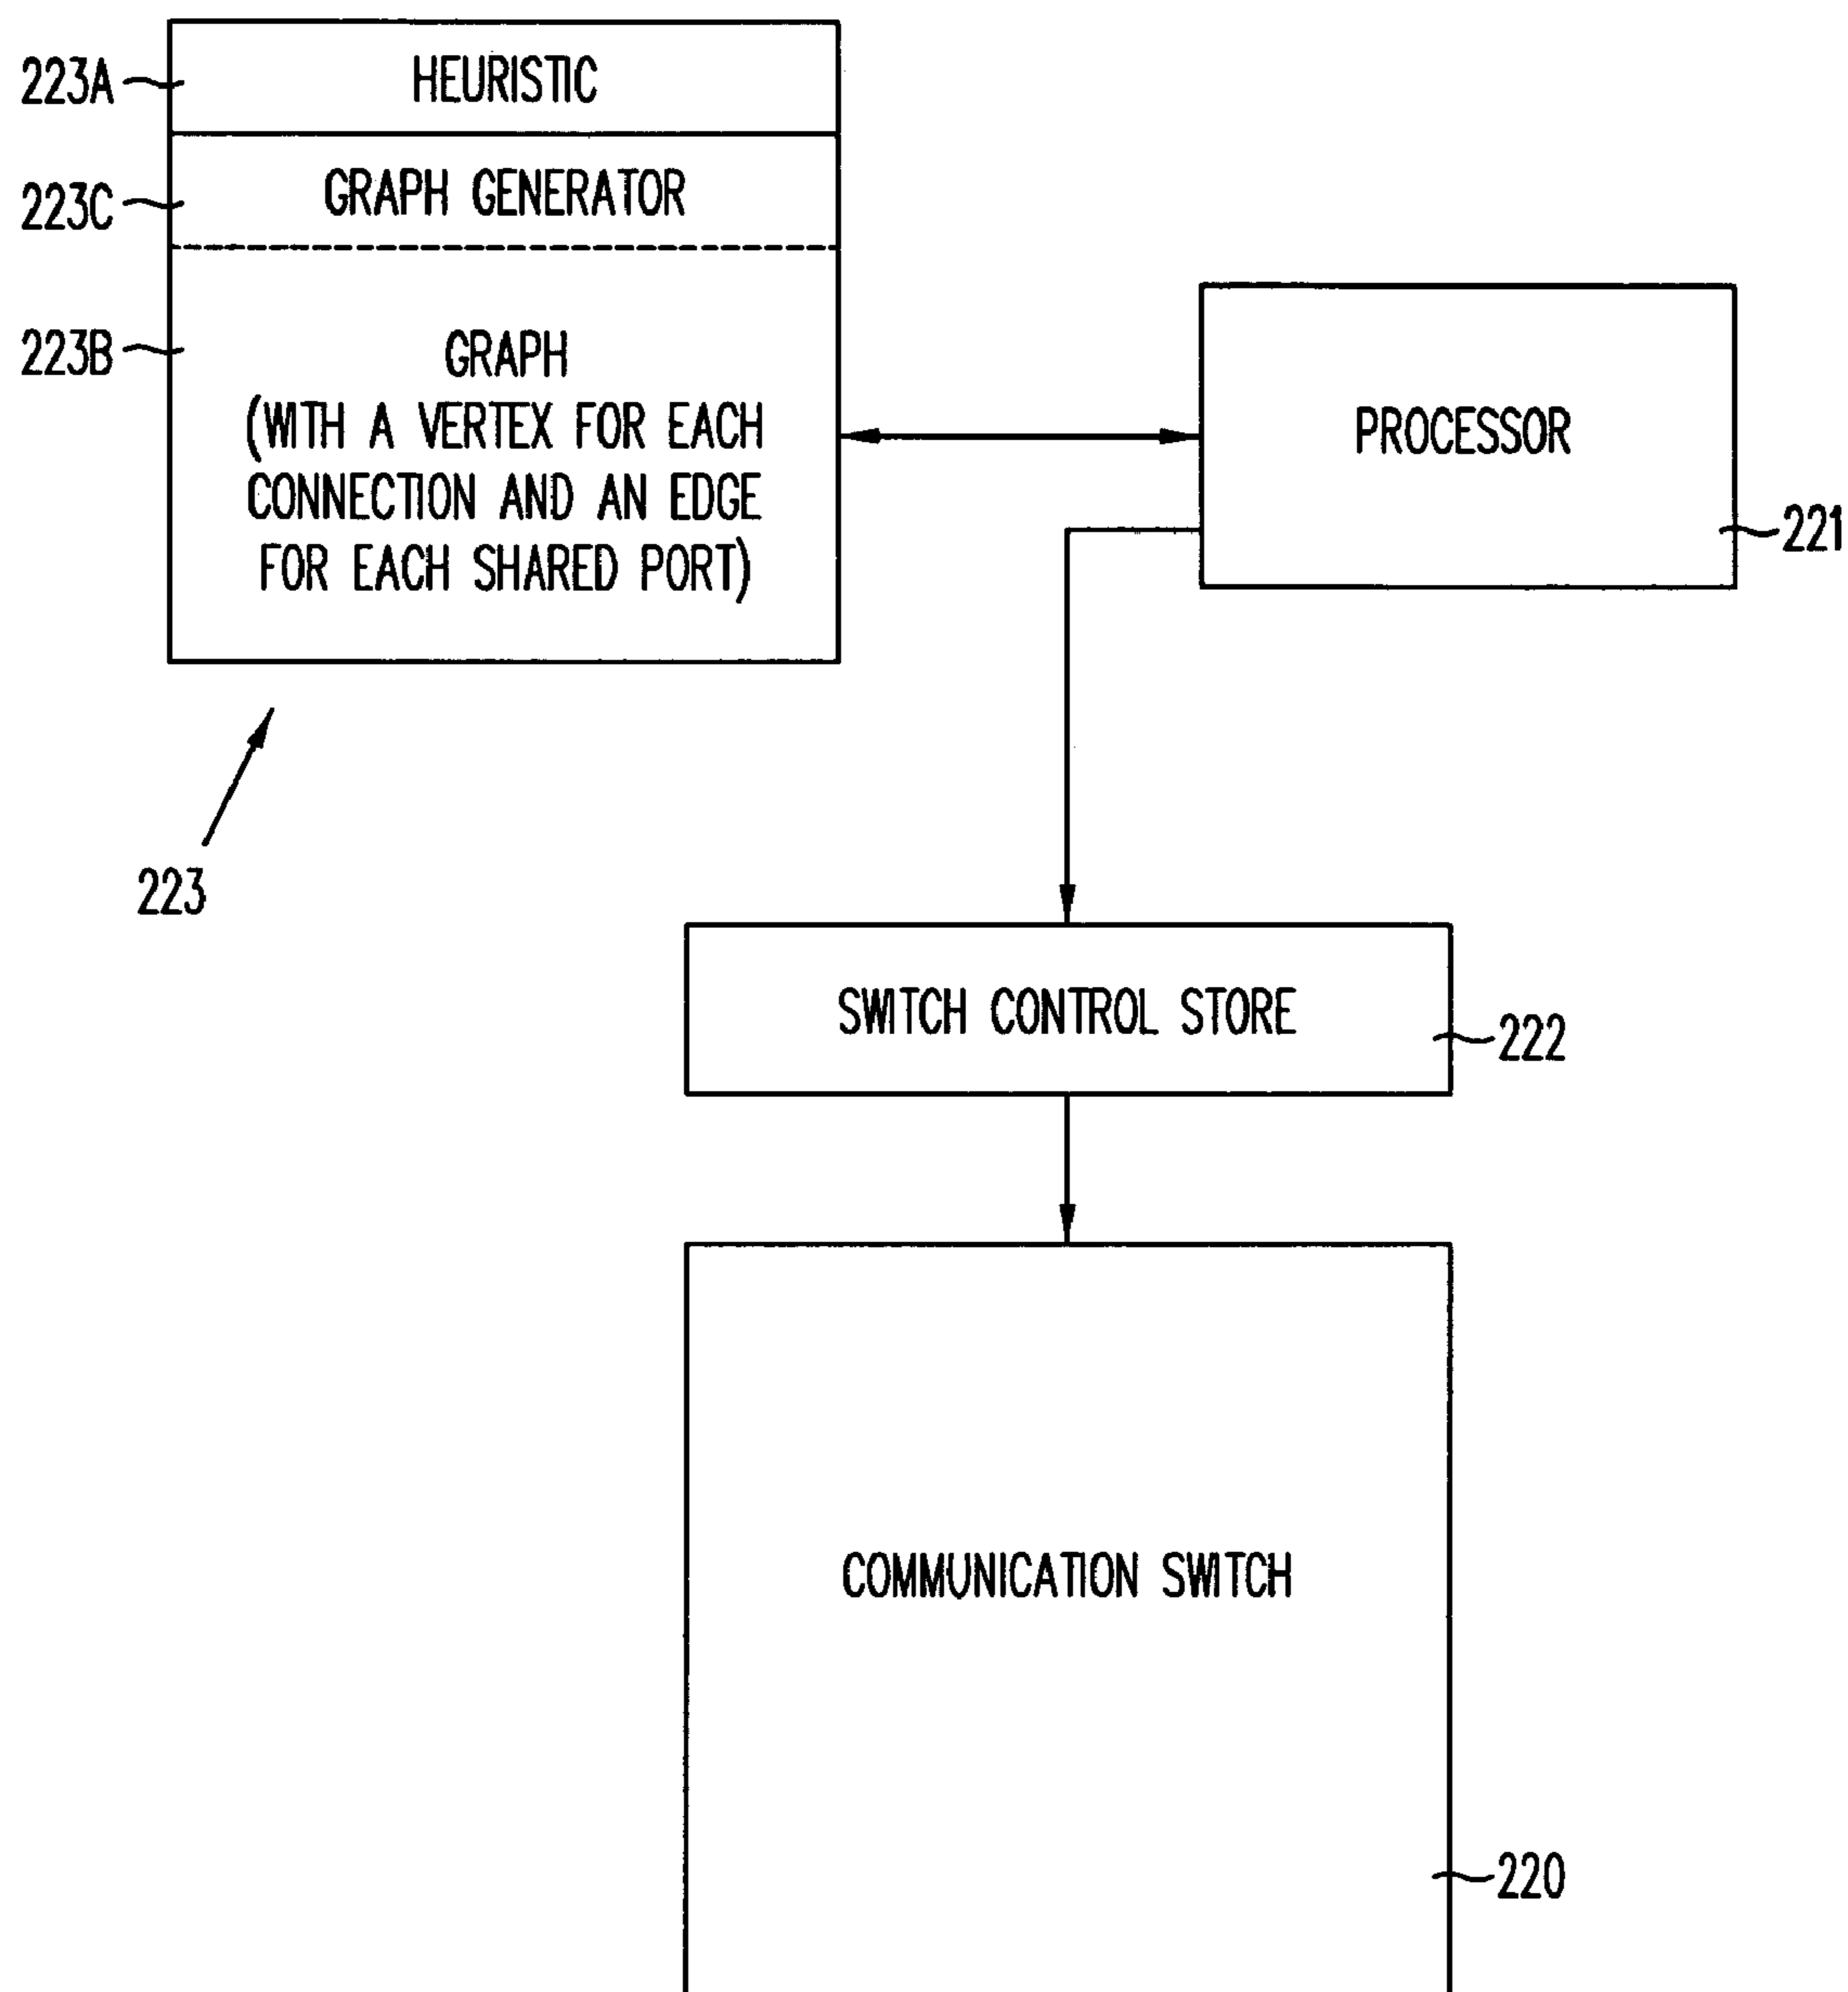 223A
HEURISTIC
223C
GRAPH GENERATOR
223B
GRAPH
(WITH A VERTEX FOR EACH
CONNECTION AND AN EDGE
FOR EACH SHARED PORT)
PROCESSOR
221
223
SWITCH CONTROL STORE
222
COMMUNICATION SWITCH
220